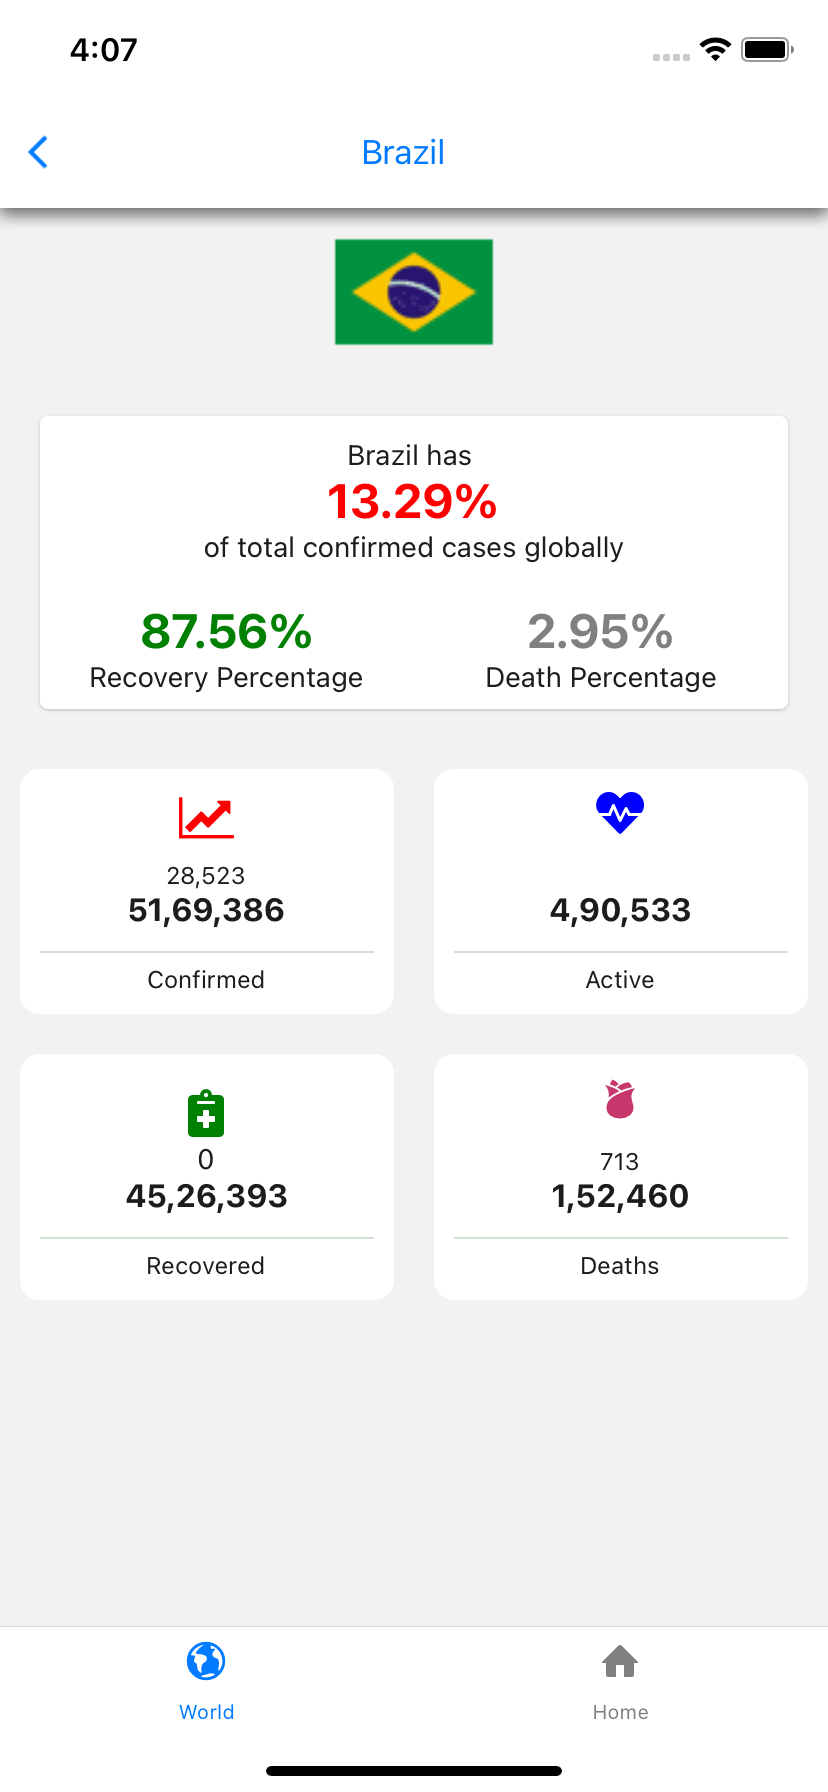 4:07
Brazil
Brazil has
13.29%
of total confirmed cases globally
87.56%
Recovery Percentage
2.95%
Death Percentage
28,523
51,69,386
Confirmed
4,90,533
Active
0
45,26,393
Recovered
713
1,52,460
Deaths
World
Home